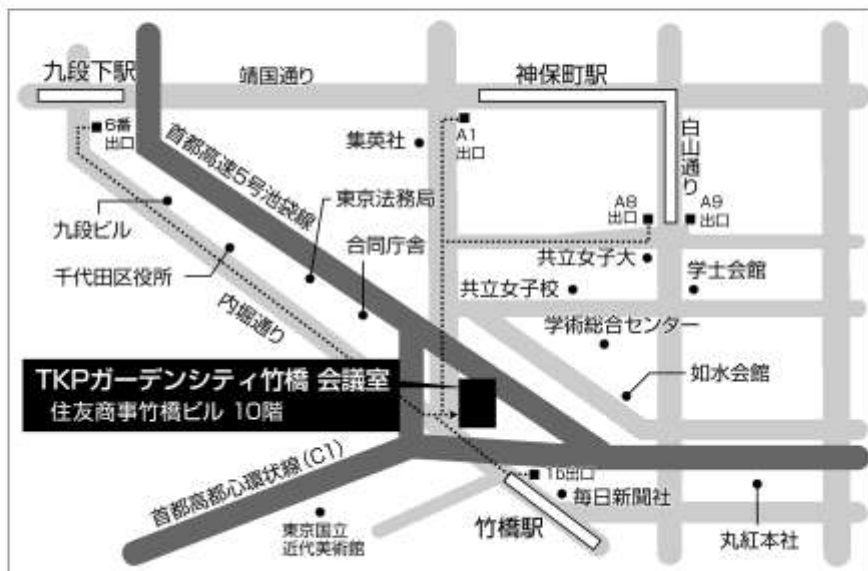 九段下駅
靖国通り
神保町駅
6番
出口
集英社
A1
出口
白山通り
首都高速5号池袋線
東京法務局
A8
出口
A9
出口
九段ビル
合同庁舎
共立女子大
千代田区役所
共立女子校
学士会館
内堀通り
学術総合センター
TKPガーデンシティ竹橋 会議室
住友商事竹橋ビル 10階
如水会館
首都高都心環状線(C1)
1b出口
毎日新聞社
竹橋駅
東京国立
近代美術館
丸紅本社